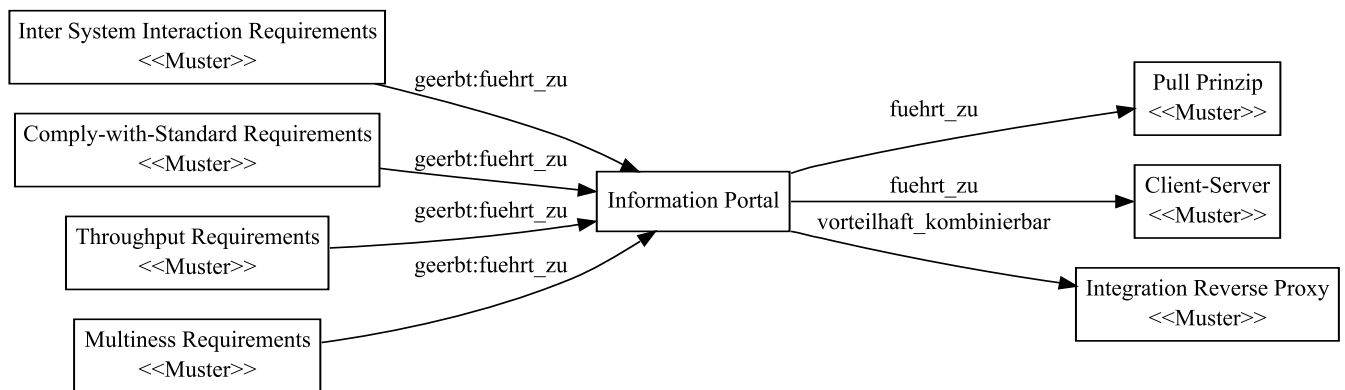 Inter System Interaction Requirements
<<Muster>>
geerbt:fuehrt_zu
Comply-with-Standard Requirements
<<Muster>>
geerbt:fuehrt_zu
Throughput Requirements
<<Muster>>
geerbt:fuehrt_zu
Multiness Requirements
<<Muster>>
geerbt:fuehrt_zu
Information Portal
fuehrt_zu
Pull Prinzip
<<Muster>>
fuehrt_zu
Client-Server
<<Muster>>
vorteilhaft_kombinierbar
Integration Reverse Proxy
<<Muster>>